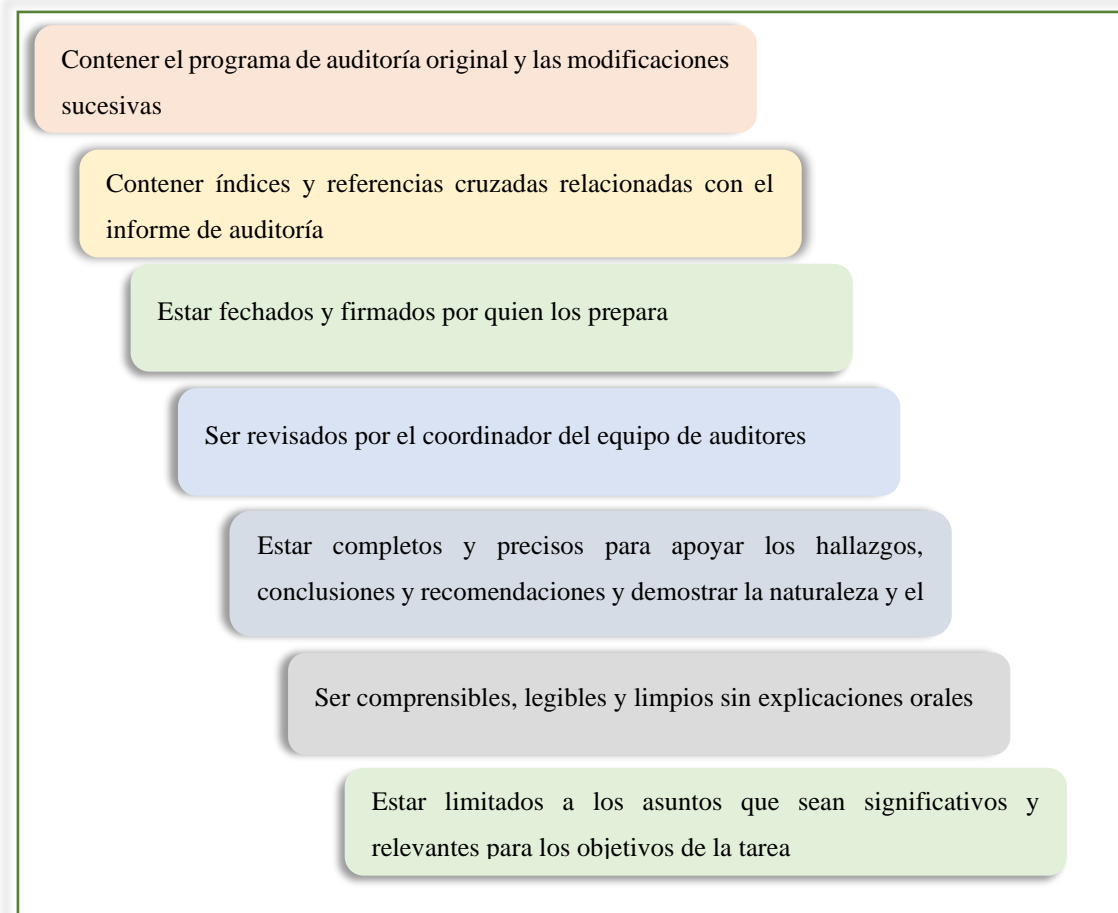 Contener el programa de auditoría original y las modificaciones
sucesivas
Contener índices y referencias cruzadas relacionadas con el
informe de auditoría
Estar fechados y firmados por quien los prepara
Ser revisados por el coordinador del equipo de auditores
Estar completos y precisos para apoyar los hallazgos,
conclusiones y recomendaciones y demostrar la naturaleza y el
Ser comprensibles, legibles y limpios sin explicaciones orales
Estar limitados a los asuntos que sean significativos y
relevantes para los objetivos de la tarea